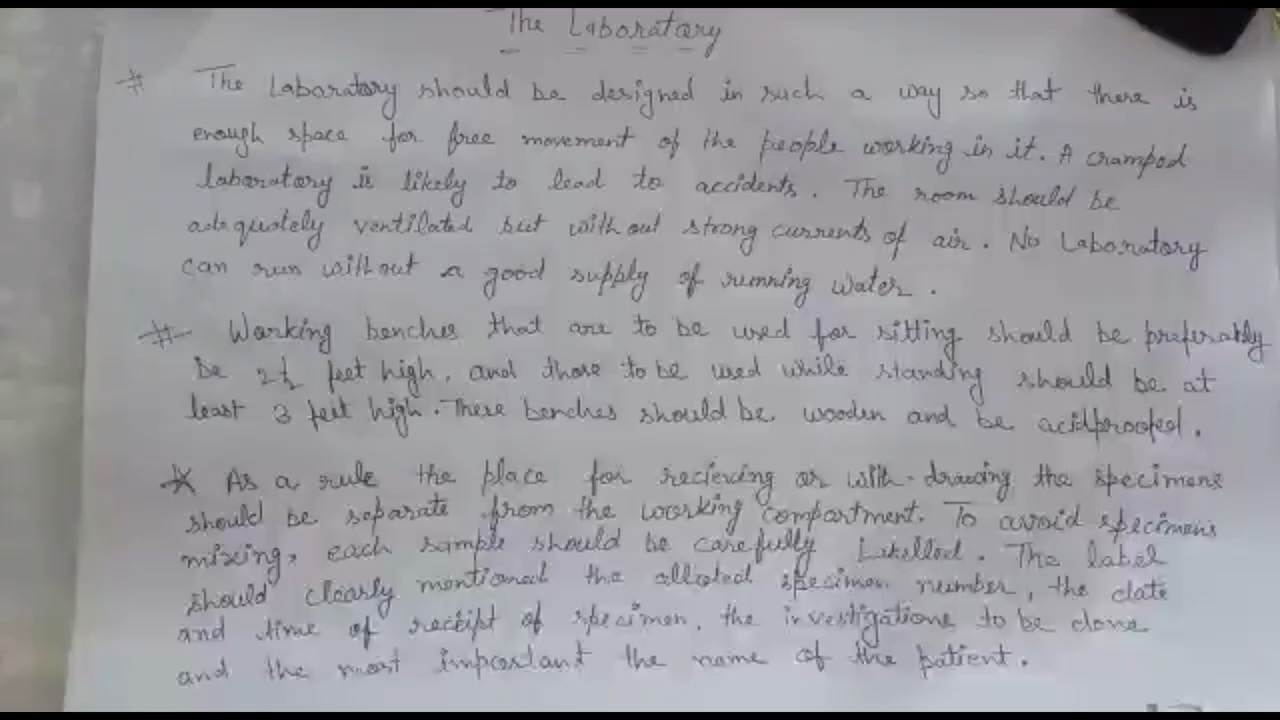 The Laboratory
# The Laboratory should be designed in such a way so that there is
enough space for free movement of the people working in it. A cramped
laboratory is likely to lead to accidents. The room should be
adequately ventilated but without strong currents of air. No Laboratory
can run without a good supply of running water.
# Working benches that are to be used for sitting should be preferably
be 2½ feet high, and those to be used while standing should be at
least 3 feet high. These benches should be wooden and be acidproofed.
* As a rule the place for recieving or with-drawing the specimens
should be separate from the working compartment. To avoid specimens
mixing, each sample should be carefully Labelled. The label
should clearly mentioned the alloted specimen number, the date
and time of receipt of specimen, the investigations to be done
and the most important the name of the patient.